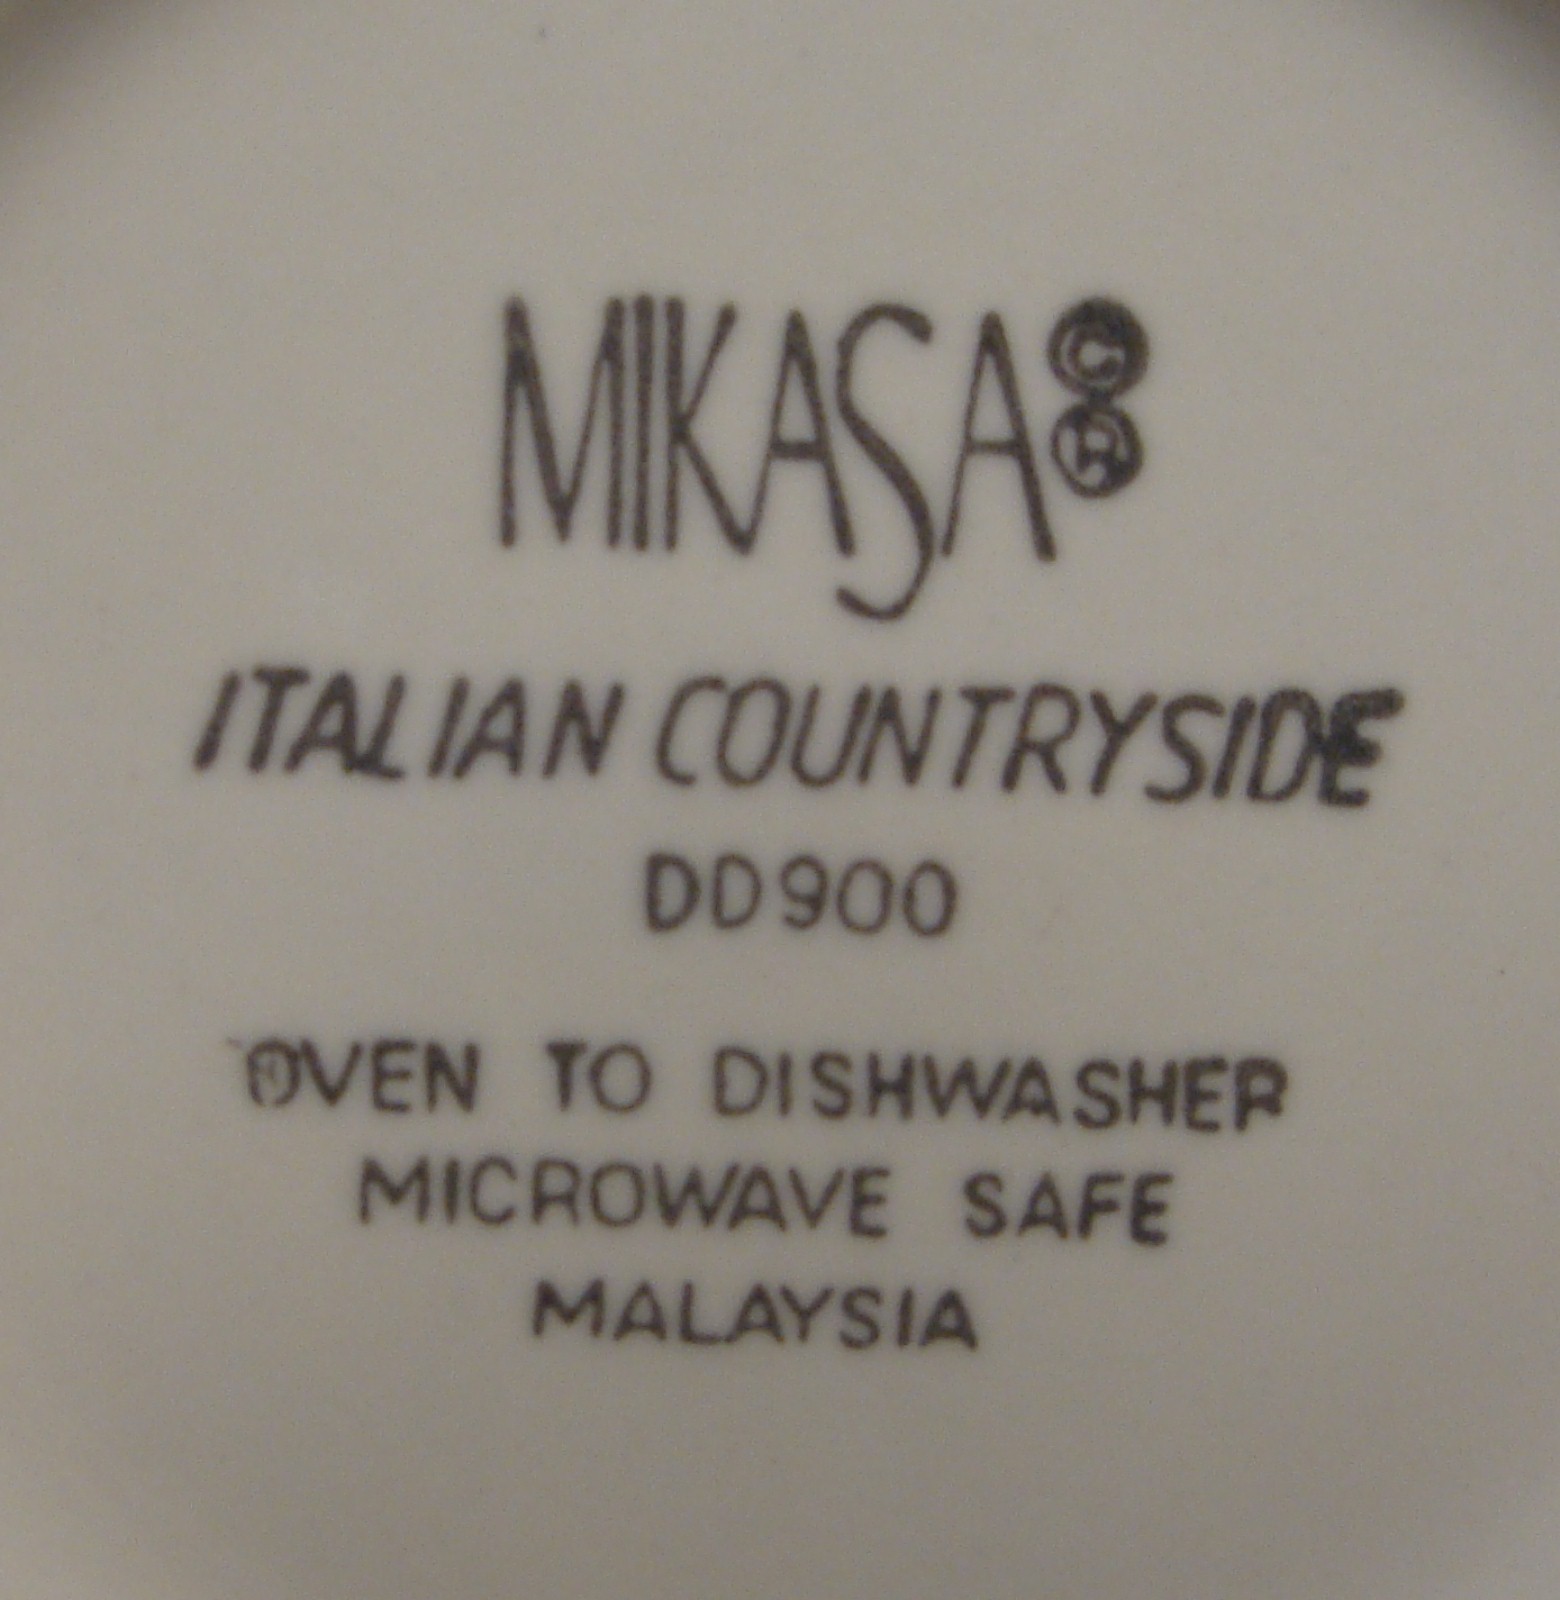 MIKASA ©®
ITALIAN COUNTRYSIDE
DD900
OVEN TO DISHWASHER
MICROWAVE SAFE
MALAYSIA